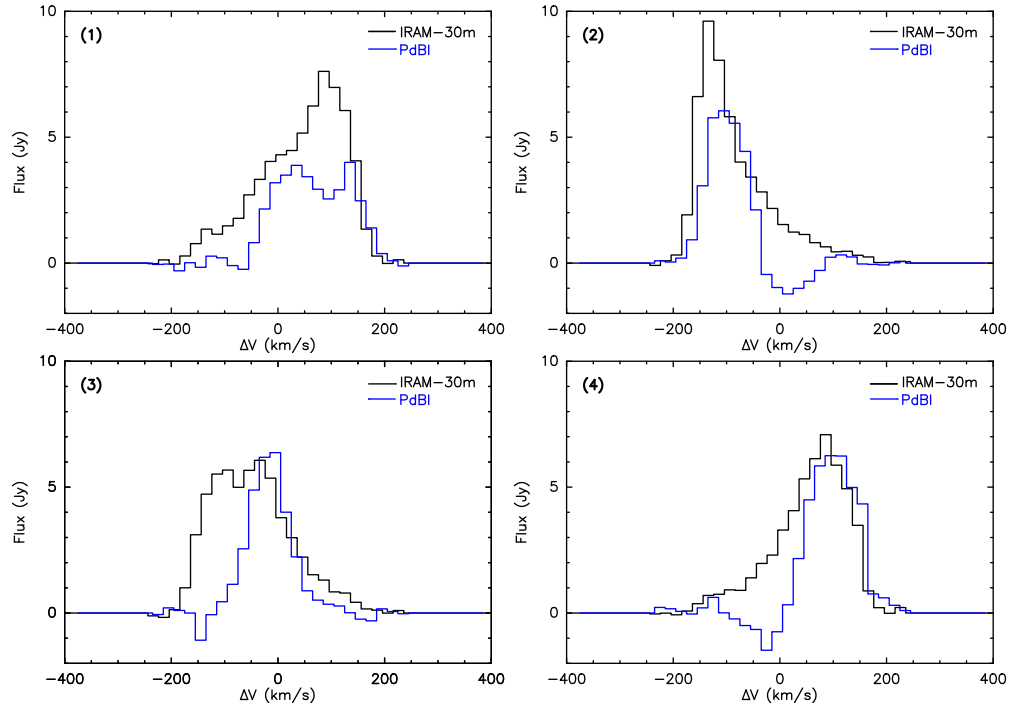 10
(1)
IRAM-30m
PdBI
5
0
Flux (Jy)
−400 −200 0 200 400
ΔV (km/s)
10
(2)
IRAM-30m
PdBI
5
0
Flux (Jy)
−400 −200 0 200 400
ΔV (km/s)
10
(3)
IRAM-30m
PdBI
5
0
Flux (Jy)
−400 −200 0 200 400
ΔV (km/s)
10
(4)
IRAM-30m
PdBI
5
0
Flux (Jy)
−400 −200 0 200 400
ΔV (km/s)